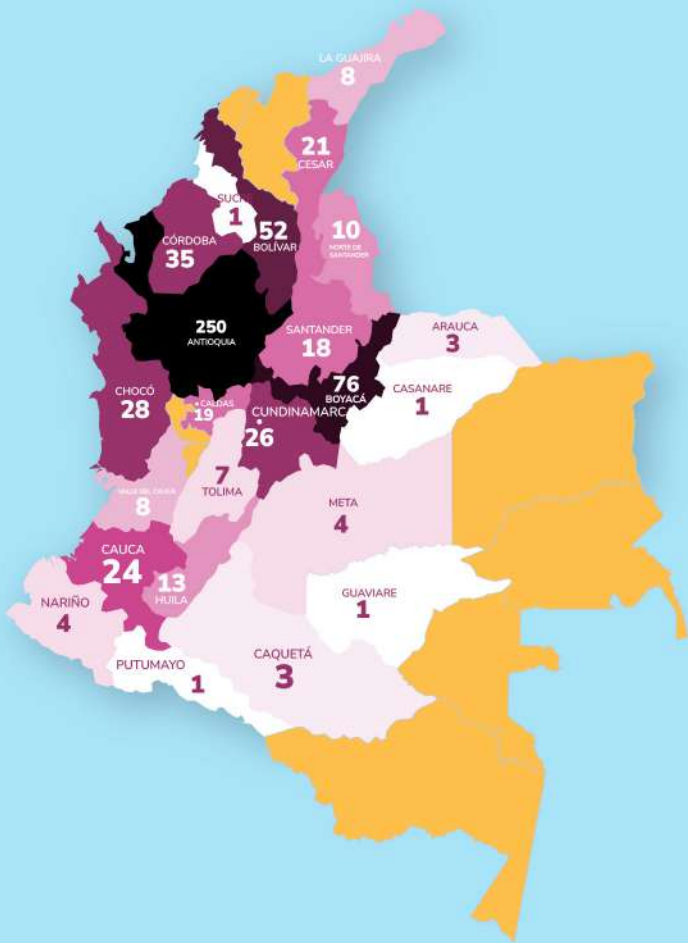 LA GUAJIRA
8
21
CESAR
SUCRE
1
52
BOLÍVAR
10
NORTE DE
SANTANDER
CÓRDOBA
35
250
ANTIOQUIA
SANTANDER
18
ARAUCA
3
76
BOYACÁ
CASANARE
1
CHOCÓ
28
CALDAS
19
CUNDINAMARC
26
7
TOLIMA
VALLE DEL CAUCA
8
META
4
CAUCA
24
13
HUILA
GUAVIARE
1
NARIÑO
4
PUTUMAYO
1
CAQUETÁ
3